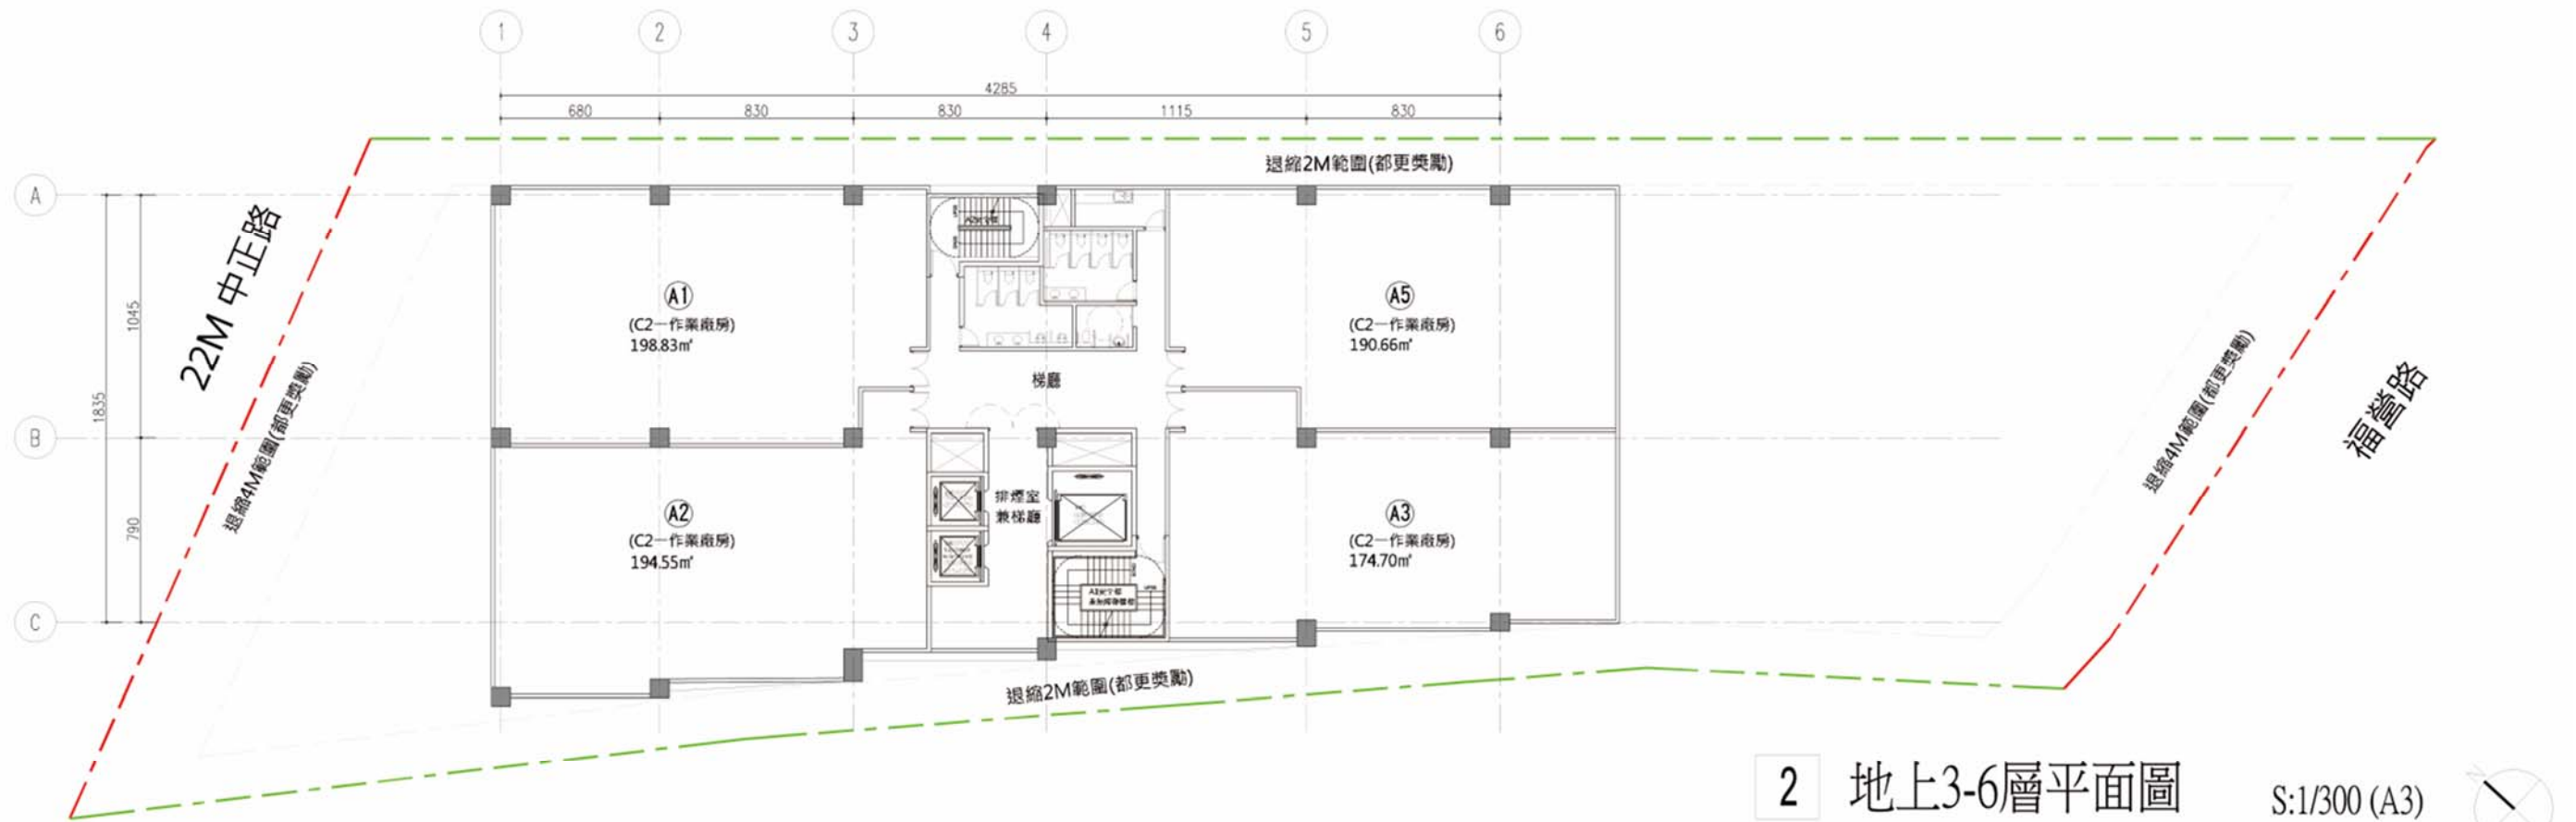 1 2 3 4 5 6
4285
680 830 830 1115 830
退縮2M範圍(都更獎勵)
A
22M 中正路
退縮4M範圍(都更獎勵)
1045
1835
790
B
C
A1
(C2一作業廠房)
198.83㎡
A5
(C2一作業廠房)
190.66㎡
梯廳
排煙室
兼梯廳
A2
(C2一作業廠房)
194.55㎡
A3
(C2一作業廠房)
174.70㎡
退縮4M範圍(都更獎勵)
福營路
退縮2M範圍(都更獎勵)
2 地上3-6層平面圖 S:1/300 (A3)
N